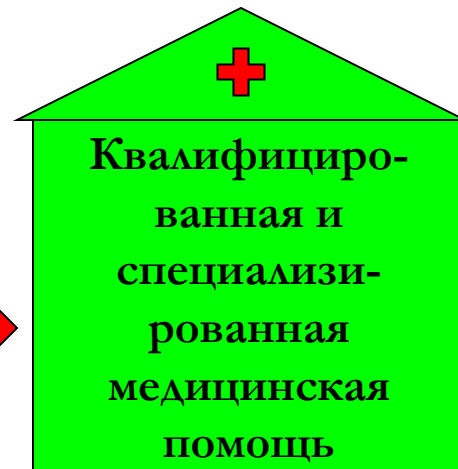 Квалифициро-
ванная и
специализи-
рованная
медицинская
помощь